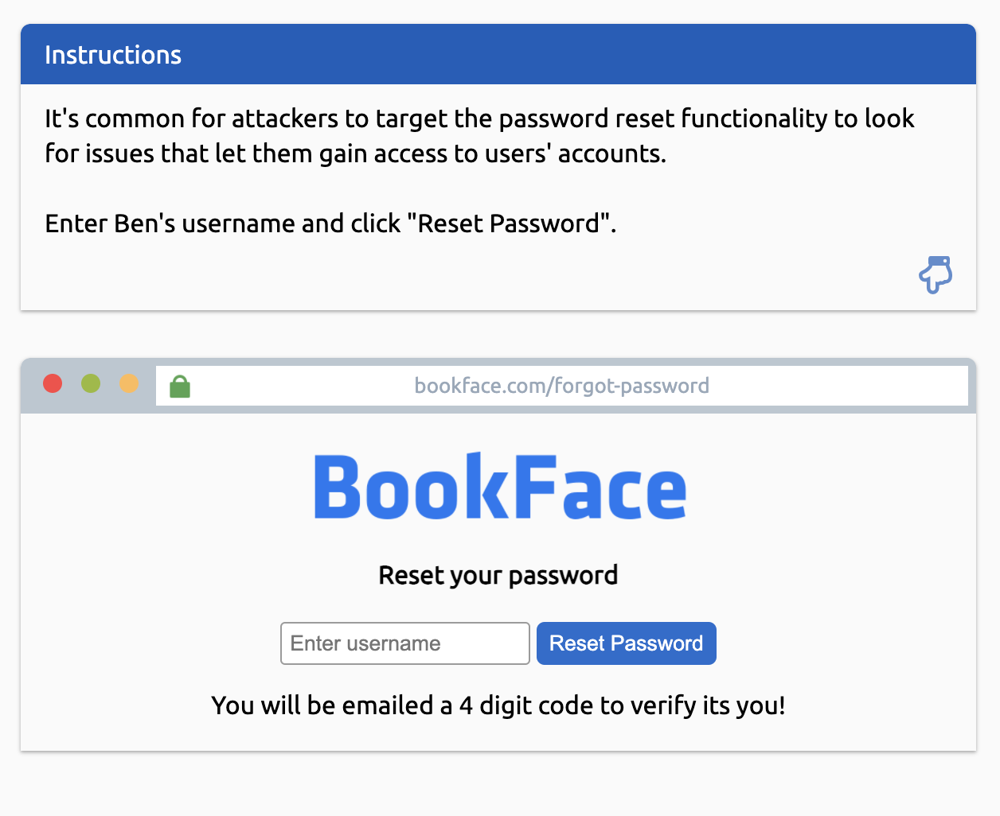 Instructions
It's common for attackers to target the password reset functionality to look
for issues that let them gain access to users' accounts.
Enter Ben's username and click "Reset Password".
bookface.com/forgot-password
BookFace
Reset your password
Enter username
Reset Password
You will be emailed a 4 digit code to verify its you!